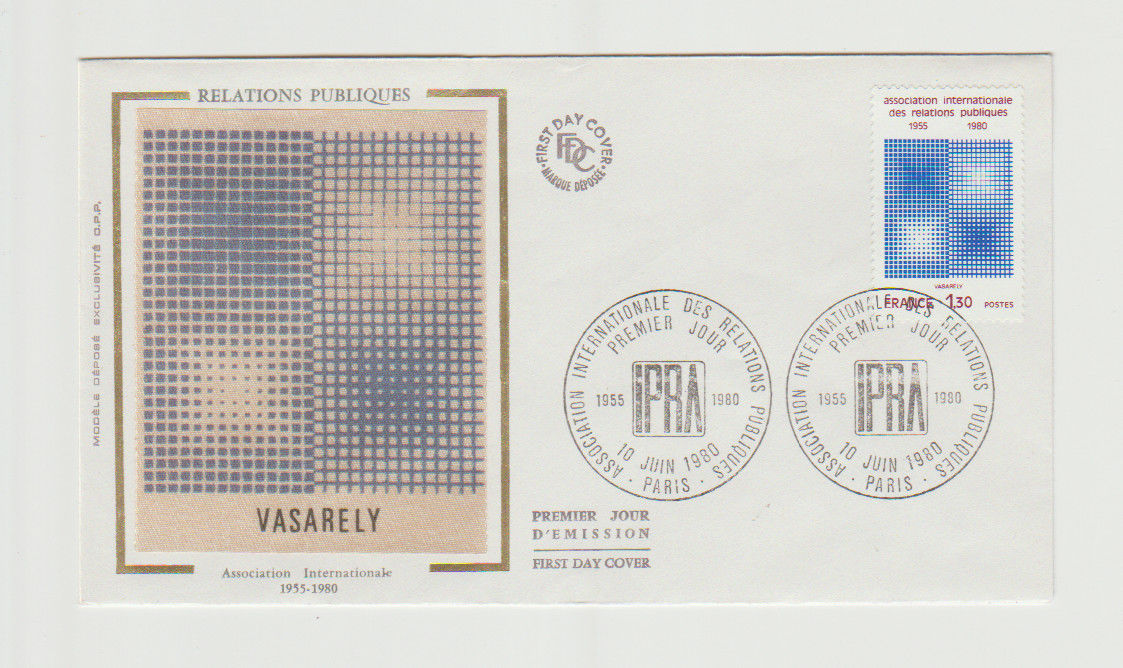 RELATIONS PUBLIQUES
MODÈLE DÉPOSÉ EXCLUSIVITÉ O.P.P.
VASARELY
Association Internationale
1955-1980
FIRST DAY COVER
FDC
• MARQUE DÉPOSÉE •
association internationale
des relations publiques
1955 1980
VASARELY
FRANCE 1,30 POSTES
ASSOCIATION INTERNATIONALE DES RELATIONS PUBLIQUES
PREMIER JOUR
1955 IPRA 1980
10 JUIN 1980
· PARIS ·
ASSOCIATION INTERNATIONALE DES RELATIONS PUBLIQUES
PREMIER JOUR
1955 IPRA 1980
10 JUIN 1980
· PARIS ·
PREMIER JOUR
D'EMISSION
FIRST DAY COVER